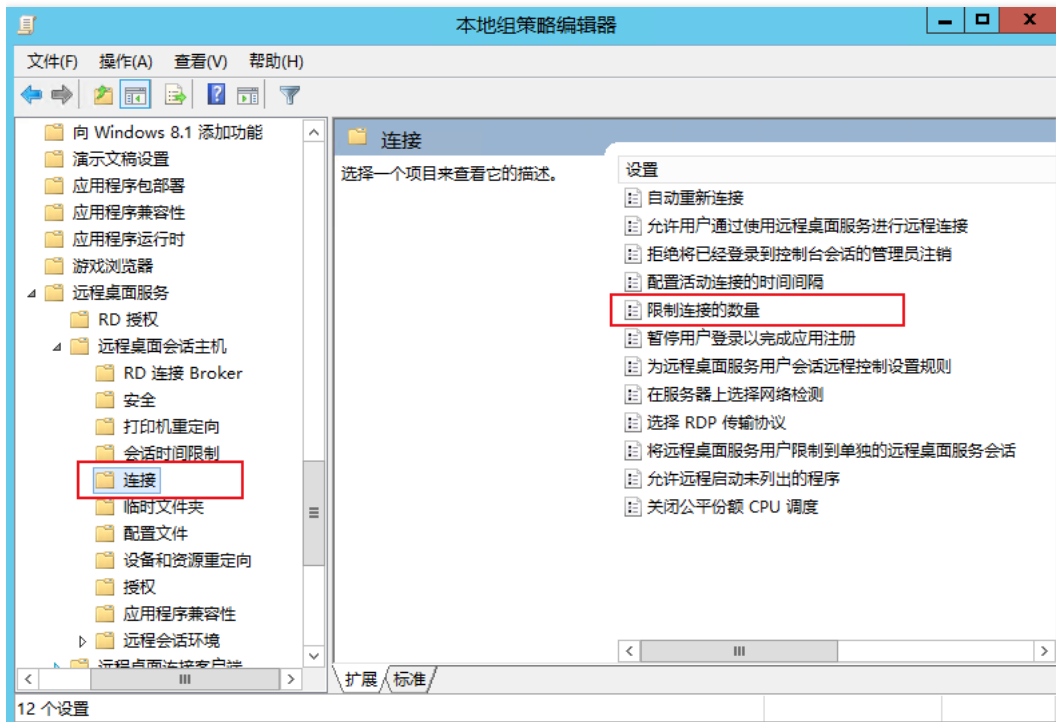 本地组策略编辑器
文件(F) 操作(A) 查看(V) 帮助(H)
向 Windows 8.1 添加功能
演示文稿设置
应用程序包部署
应用程序兼容性
应用程序运行时
游戏浏览器
远程桌面服务
RD 授权
远程桌面会话主机
RD 连接 Broker
安全
打印机重定向
会话时间限制
连接
临时文件夹
配置文件
设备和资源重定向
授权
应用程序兼容性
远程会话环境
远程桌面连接客户端
连接
选择一个项目来查看它的描述。
设置
自动重新连接
允许用户通过使用远程桌面服务进行远程连接
拒绝将已经登录到控制台会话的管理员注销
配置活动连接的时间间隔
限制连接的数量
暂停用户登录以完成应用注册
为远程桌面服务用户会话远程控制设置规则
在服务器上选择网络检测
选择 RDP 传输协议
将远程桌面服务用户限制到单独的远程桌面服务会话
允许远程启动未列出的程序
关闭公平份额 CPU 调度
扩展 标准
12 个设置